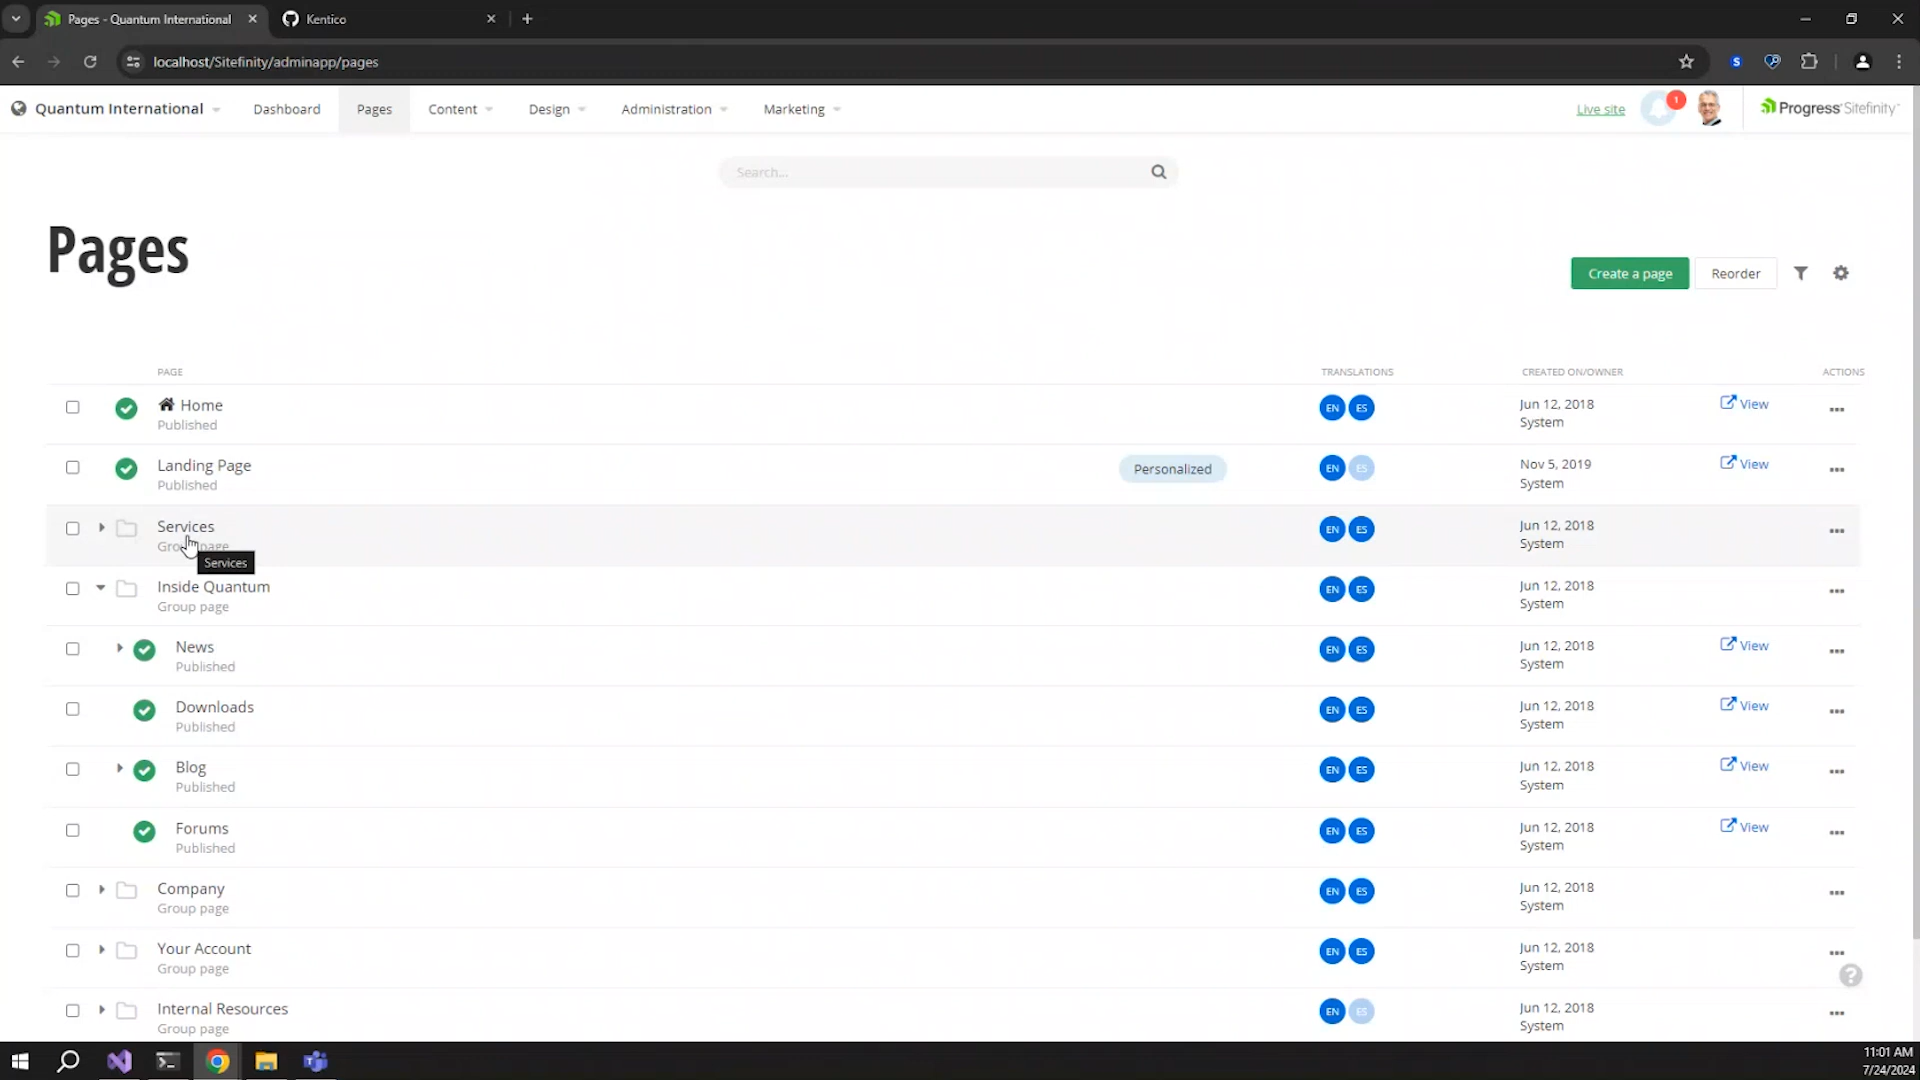 Pages - Quantum International
Kentico
localhost/Sitefinity/adminapp/pages
Quantum International
Dashboard
Pages
Content
Design
Administration
Marketing
Live site
1
Progress Sitefinity
Search...
Pages
Create a page
Reorder
PAGE
TRANSLATIONS
CREATED ON/OWNER
ACTIONS
Home
Published
EN ES
Jun 12, 2018
System
View
Landing Page
Published
Personalized
EN ES
Nov 5, 2019
System
View
Services
Group page
Services
EN ES
Jun 12, 2018
System
Inside Quantum
Group page
EN ES
Jun 12, 2018
System
News
Published
EN ES
Jun 12, 2018
System
View
Downloads
Published
EN ES
Jun 12, 2018
System
View
Blog
Published
EN ES
Jun 12, 2018
System
View
Forums
Published
EN ES
Jun 12, 2018
System
View
Company
Group page
EN ES
Jun 12, 2018
System
Your Account
Group page
EN ES
Jun 12, 2018
System
?
Internal Resources
Group page
EN ES
Jun 12, 2018
System
11:01 AM
7/24/2024